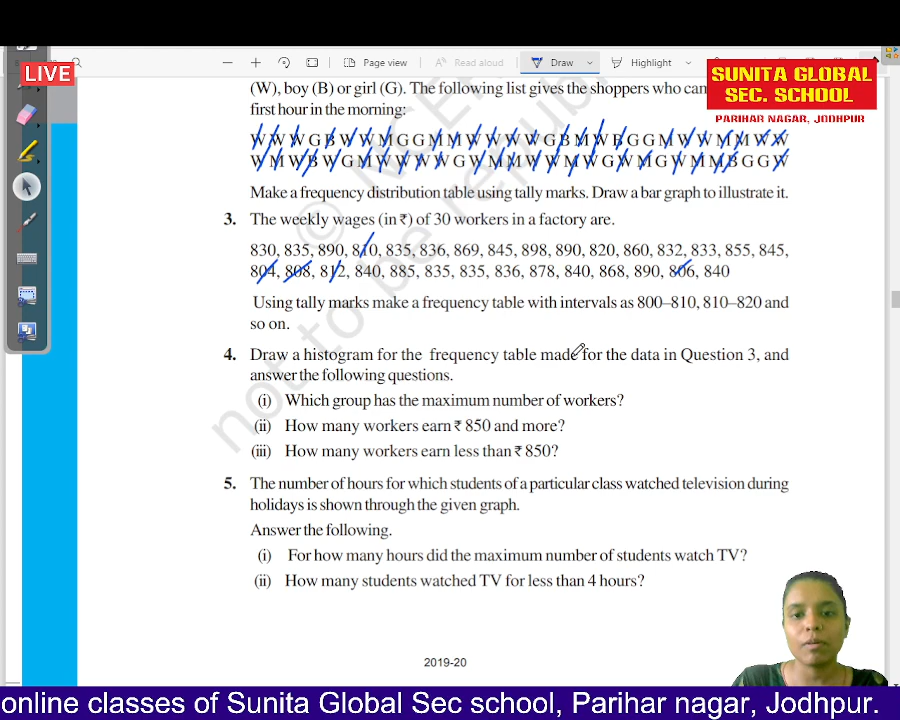 LIVE
Page view
Read aloud
Draw
Highlight
SUNITA GLOBAL
SEC. SCHOOL
PARIHAR NAGAR, JODHPUR
(W), boy (B) or girl (G). The following list gives the shoppers who
first hour in the morning:
W W W G B W W M G G M M W W W W G B M W B G G M W W M M W W
W M W B W G M W W W W G W M M W W M W G W M G W M M B G G W
Make a frequency distribution table using tally marks. Draw a bar graph to illustrate it.
3. The weekly wages (in ₹) of 30 workers in a factory are.
830, 835, 890, 810, 835, 836, 869, 845, 898, 890, 820, 860, 832, 833, 855, 845,
804, 808, 812, 840, 885, 835, 835, 836, 878, 840, 868, 890, 806, 840
Using tally marks make a frequency table with intervals as 800–810, 810–820 and
so on.
4. Draw a histogram for the frequency table made for the data in Question 3, and
answer the following questions.
(i) Which group has the maximum number of workers?
(ii) How many workers earn ₹ 850 and more?
(iii) How many workers earn less than ₹ 850?
5. The number of hours for which students of a particular class watched television during
holidays is shown through the given graph.
Answer the following.
(i) For how many hours did the maximum number of students watch TV?
(ii) How many students watched TV for less than 4 hours?
not to be republ
© NCE
2019-20
online classes of Sunita Global Sec school, Parihar nagar, Jodhpur.